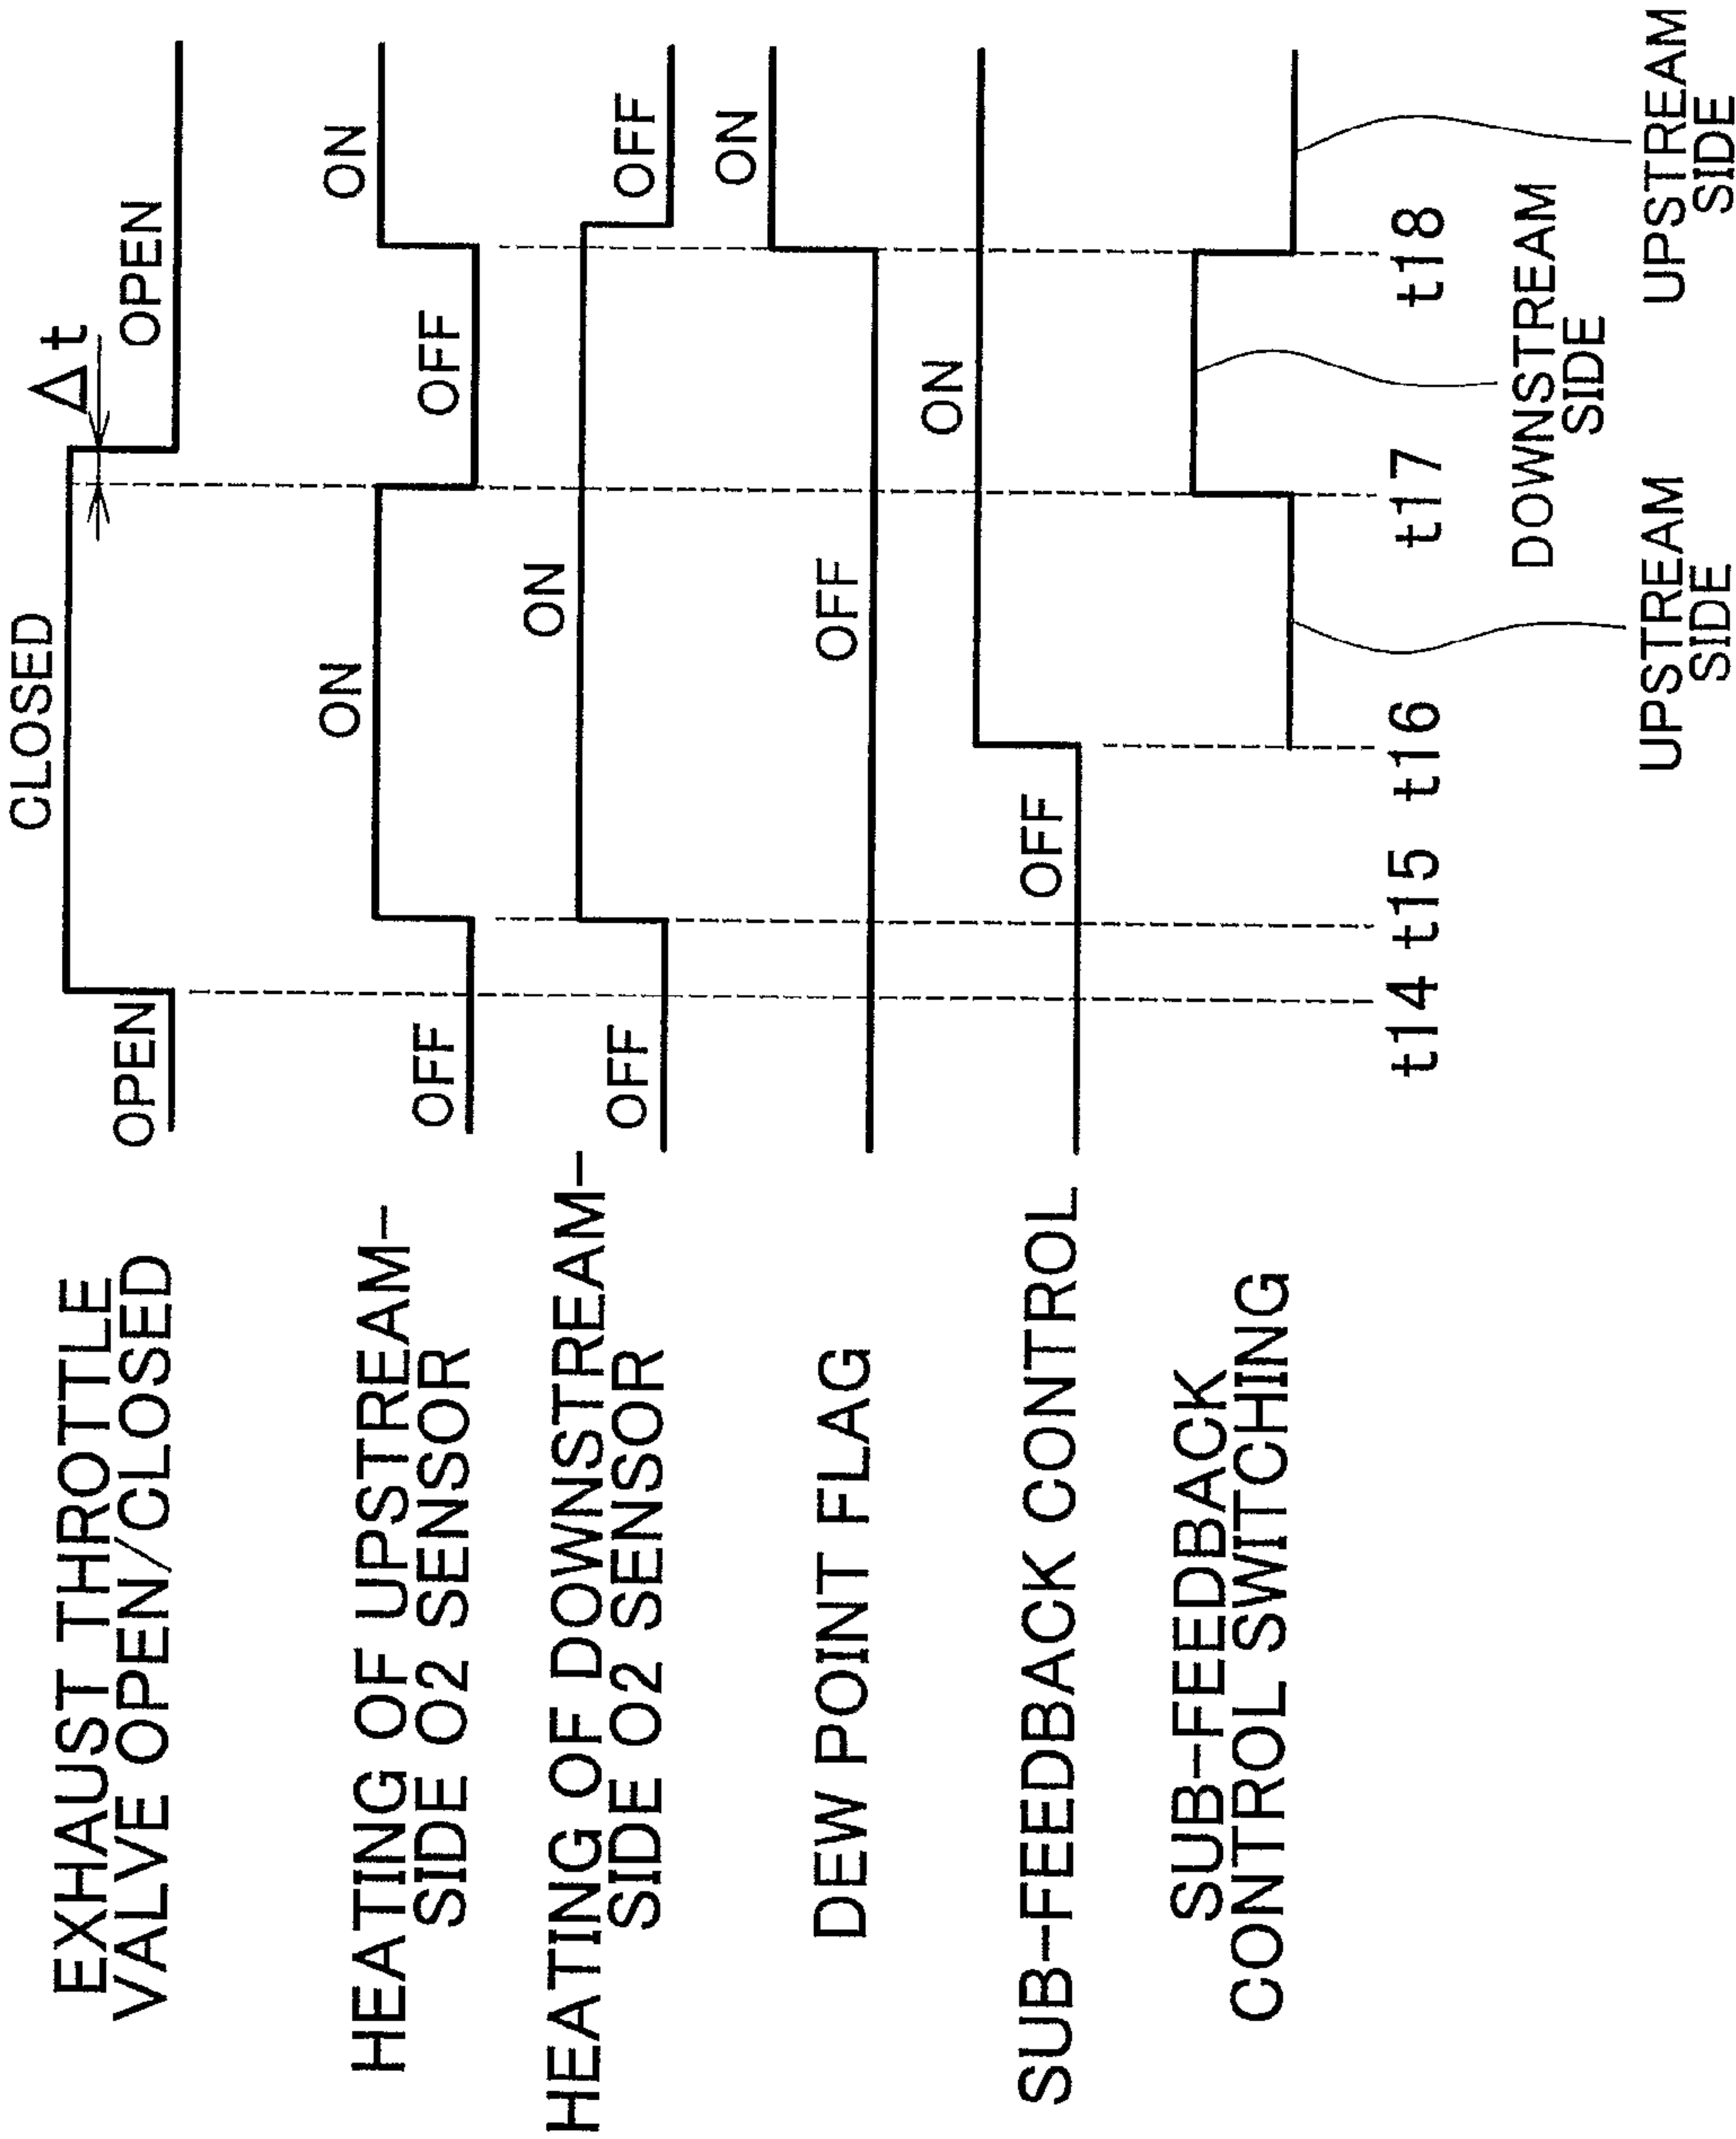 EXHAUST THROTTLE
VALVE OPEN/CLOSED
OPEN
CLOSED
Δt
OPEN
HEATING OF UPSTREAM-
SIDE O2 SENSOR
OFF
ON
OFF
ON
HEATING OF DOWNSTREAM-
SIDE O2 SENSOR
OFF
ON
OFF
DEW POINT FLAG
OFF
ON
SUB-FEEDBACK CONTROL
OFF
ON
SUB-FEEDBACK
CONTROL SWITCHING
t14 t15 t16 t17 t18
DOWNSTREAM
SIDE
UPSTREAM
SIDE
UPSTREAM
SIDE